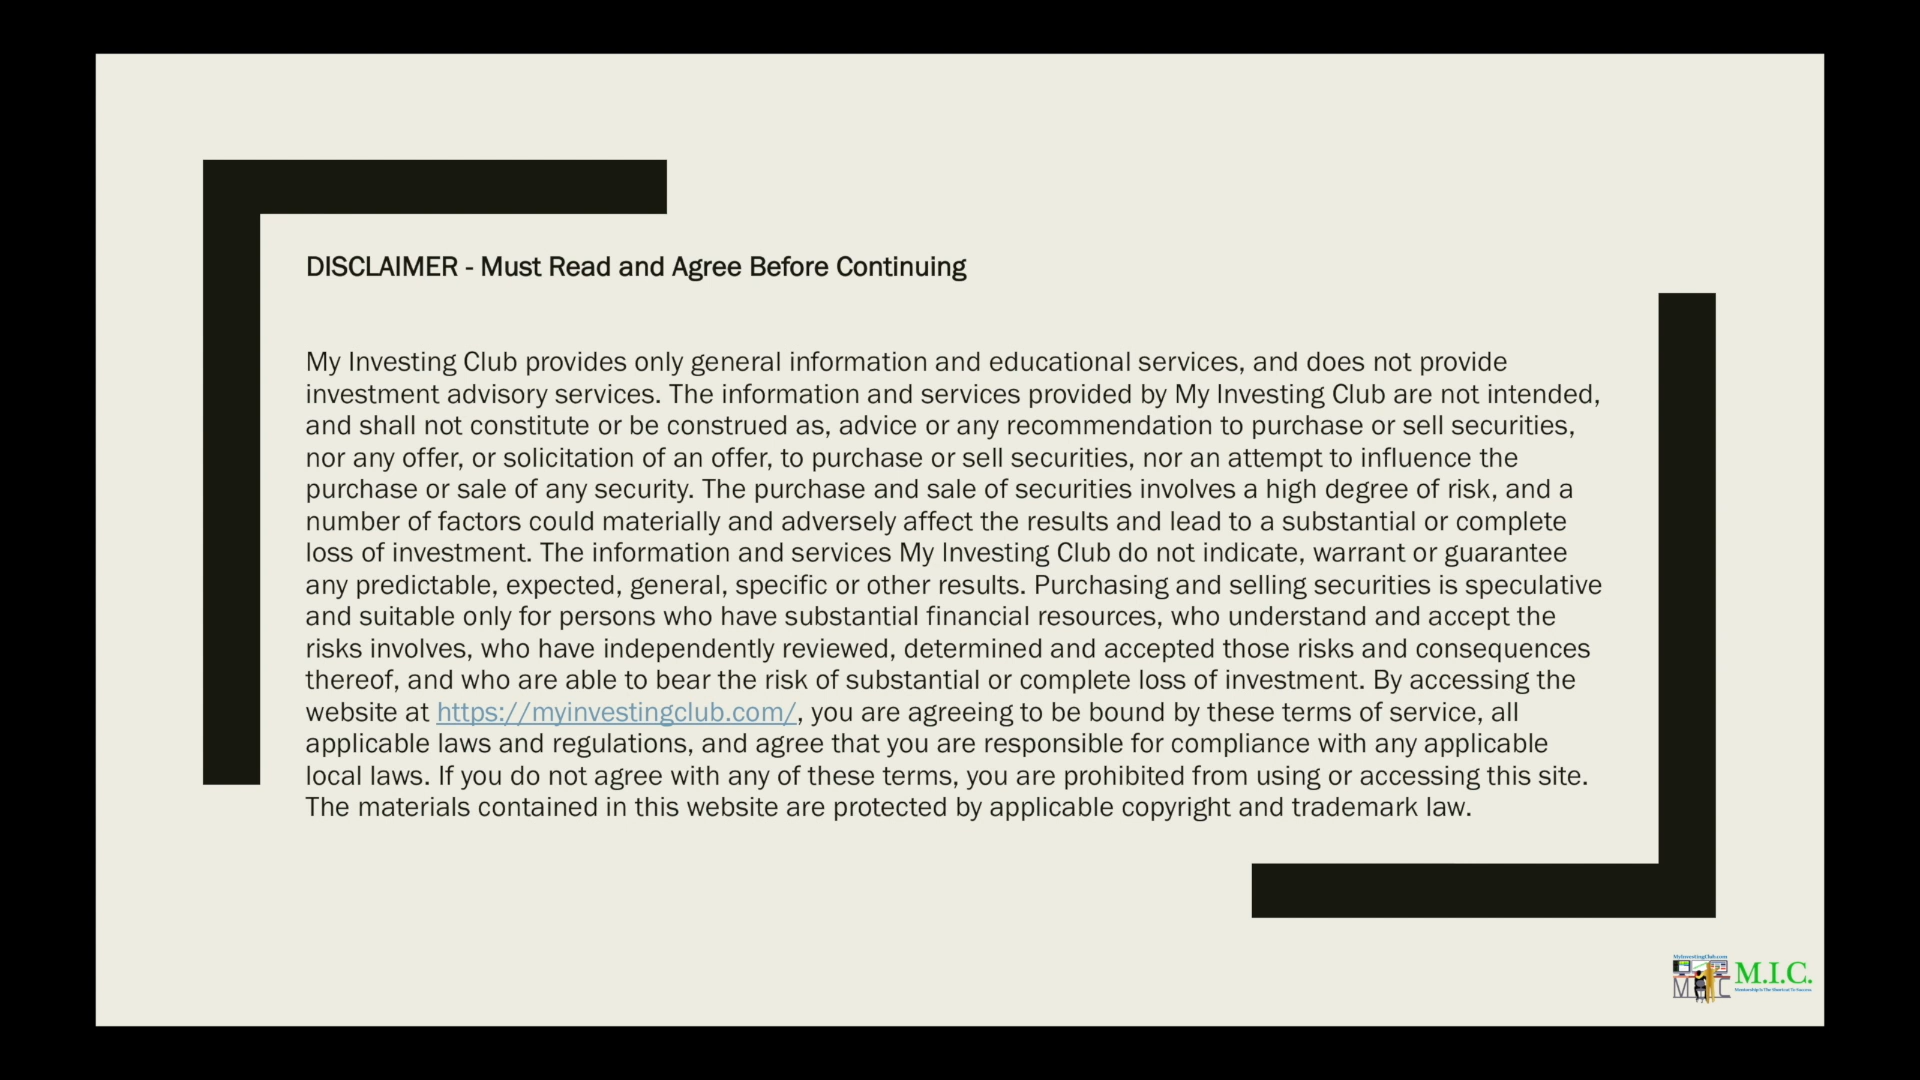 DISCLAIMER - Must Read and Agree Before Continuing
My Investing Club provides only general information and educational services, and does not provide
investment advisory services. The information and services provided by My Investing Club are not intended,
and shall not constitute or be construed as, advice or any recommendation to purchase or sell securities,
nor any offer, or solicitation of an offer, to purchase or sell securities, nor an attempt to influence the
purchase or sale of any security. The purchase and sale of securities involves a high degree of risk, and a
number of factors could materially and adversely affect the results and lead to a substantial or complete
loss of investment. The information and services My Investing Club do not indicate, warrant or guarantee
any predictable, expected, general, specific or other results. Purchasing and selling securities is speculative
and suitable only for persons who have substantial financial resources, who understand and accept the
risks involves, who have independently reviewed, determined and accepted those risks and consequences
thereof, and who are able to bear the risk of substantial or complete loss of investment. By accessing the
website at https://myinvestingclub.com/, you are agreeing to be bound by these terms of service, all
applicable laws and regulations, and agree that you are responsible for compliance with any applicable
local laws. If you do not agree with any of these terms, you are prohibited from using or accessing this site.
The materials contained in this website are protected by applicable copyright and trademark law.
MyInvestingClub.com
MIC
M.I.C.
Mentorship Is The Shortcut To Success